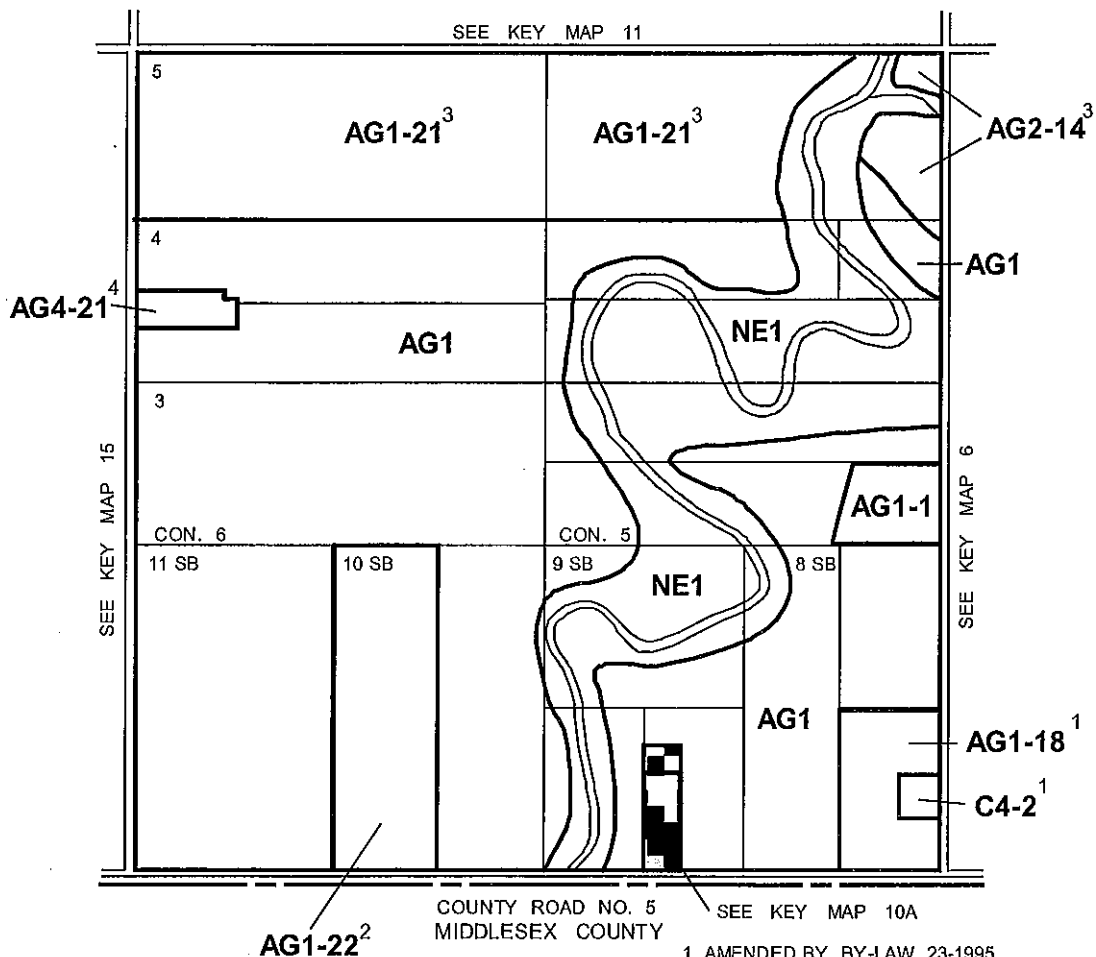 SEE KEY MAP 11
5
AG1-21³
AG1-21³
AG2-14³
4
AG1
AG4-21⁴
NE1
AG1
3
SEE KEY MAP 15
SEE KEY MAP 6
AG1-1
CON. 6
CON. 5
11 SB
10 SB
9 SB
8 SB
NE1
AG1
AG1-18¹
C4-2¹
COUNTY ROAD NO. 5
SEE KEY MAP 10A
MIDDLESEX COUNTY
AG1-22²
1 AMENDED BY BY-LAW 23-1995